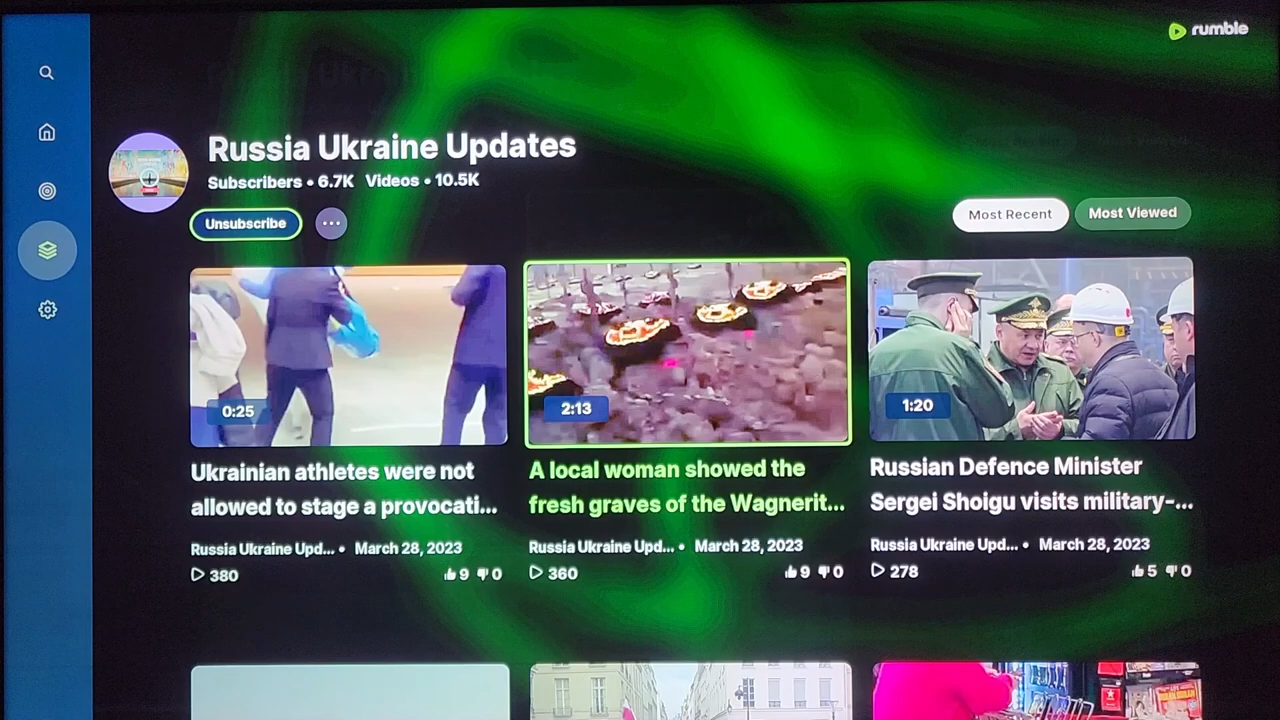 rumble
Russia Ukraine Updates
Subscribers • 6.7K Videos • 10.5K
Unsubscribe
Most Recent
Most Viewed
0:25
2:13
1:20
Ukrainian athletes were not
allowed to stage a provocati...
Russia Ukraine Upd... • March 28, 2023
380
9 0
A local woman showed the
fresh graves of the Wagnerit...
Russia Ukraine Upd... • March 28, 2023
360
9 0
Russian Defence Minister
Sergei Shoigu visits military-...
Russia Ukraine Upd... • March 28, 2023
278
5 0